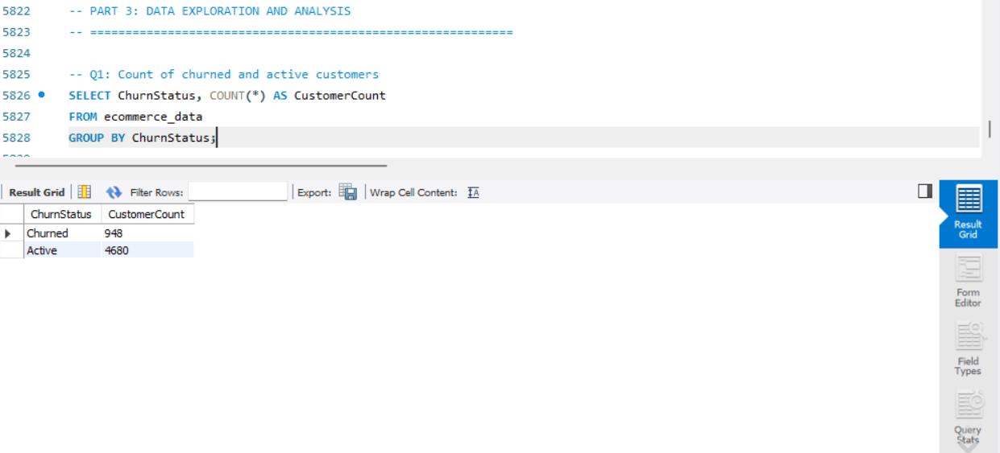 5822 -- PART 3: DATA EXPLORATION AND ANALYSIS
5823 -- ============================================================
5824
5825 -- Q1: Count of churned and active customers
5826 SELECT ChurnStatus, COUNT(*) AS CustomerCount
5827 FROM ecommerce_data
5828 GROUP BY ChurnStatus;
Result Grid Filter Rows: Export: Wrap Cell Content:
ChurnStatus CustomerCount
Churned 948
Active 4680
Result
Grid
Form
Editor
Field
Types
Query
Stats